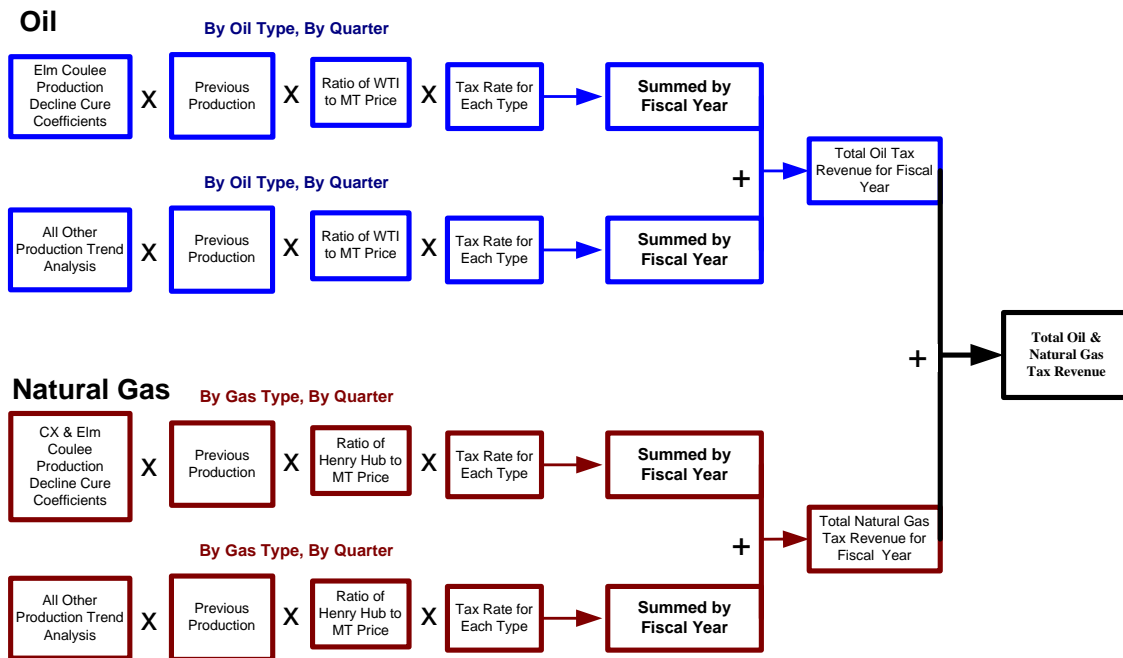 Oil
By Oil Type, By Quarter
Elm Coulee
Production
Decline Cure
Coefficients
X
Previous
Production
X
Ratio of WTI
to MT Price
X
Tax Rate for
Each Type
Summed by
Fiscal Year
By Oil Type, By Quarter
All Other
Production Trend
Analysis
X
Previous
Production
X
Ratio of WTI
to MT Price
X
Tax Rate for
Each Type
Summed by
Fiscal Year
+
Total Oil Tax
Revenue for Fiscal
Year
Natural Gas
By Gas Type, By Quarter
CX & Elm
Coulee
Production
Decline Cure
Coefficients
X
Previous
Production
X
Ratio of
Henry Hub to
MT Price
X
Tax Rate for
Each Type
Summed by
Fiscal Year
By Gas Type, By Quarter
All Other
Production Trend
Analysis
X
Previous
Production
X
Ratio of
Henry Hub to
MT Price
X
Tax Rate for
Each Type
Summed by
Fiscal Year
+
Total Natural Gas
Tax Revenue for
Fiscal Year
+
Total Oil &
Natural Gas
Tax Revenue